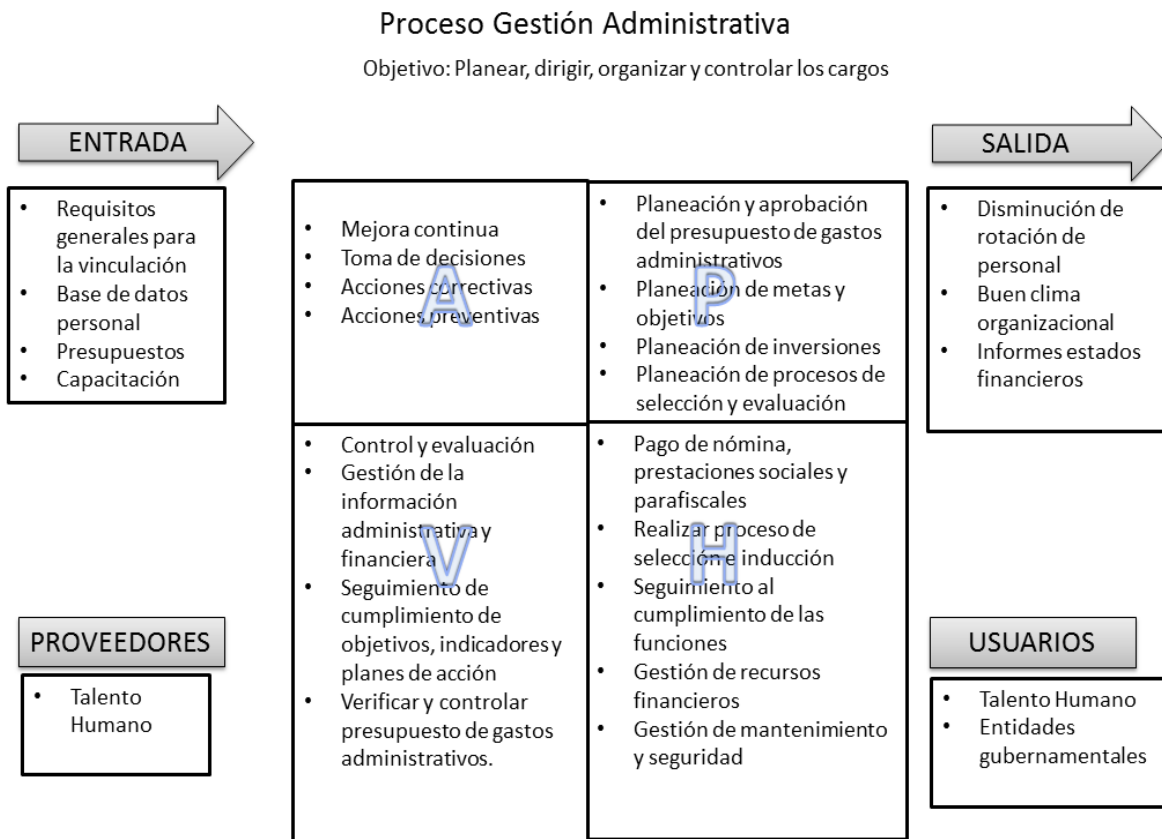 Proceso Gestión Administrativa
Objetivo: Planear, dirigir, organizar y controlar los cargos
ENTRADA
• Requisitos
generales para
la vinculación
• Base de datos
personal
• Presupuestos
• Capacitación
PROVEEDORES
• Talento
Humano
A
• Mejora continua
• Toma de decisiones
• Acciones correctivas
• Acciones preventivas
P
• Planeación y aprobación
del presupuesto de gastos
administrativos
• Planeación de metas y
objetivos
• Planeación de inversiones
• Planeación de procesos de
selección y evaluación
V
• Control y evaluación
• Gestión de la
información
administrativa y
financiera
• Seguimiento de
cumplimiento de
objetivos, indicadores y
planes de acción
• Verificar y controlar
presupuesto de gastos
administrativos.
H
• Pago de nómina,
prestaciones sociales y
parafiscales
• Realizar proceso de
selección e inducción
• Seguimiento al
cumplimiento de las
funciones
• Gestión de recursos
financieros
• Gestión de mantenimiento
y seguridad
SALIDA
• Disminución de
rotación de
personal
• Buen clima
organizacional
• Informes estados
financieros
USUARIOS
• Talento Humano
• Entidades
gubernamentales